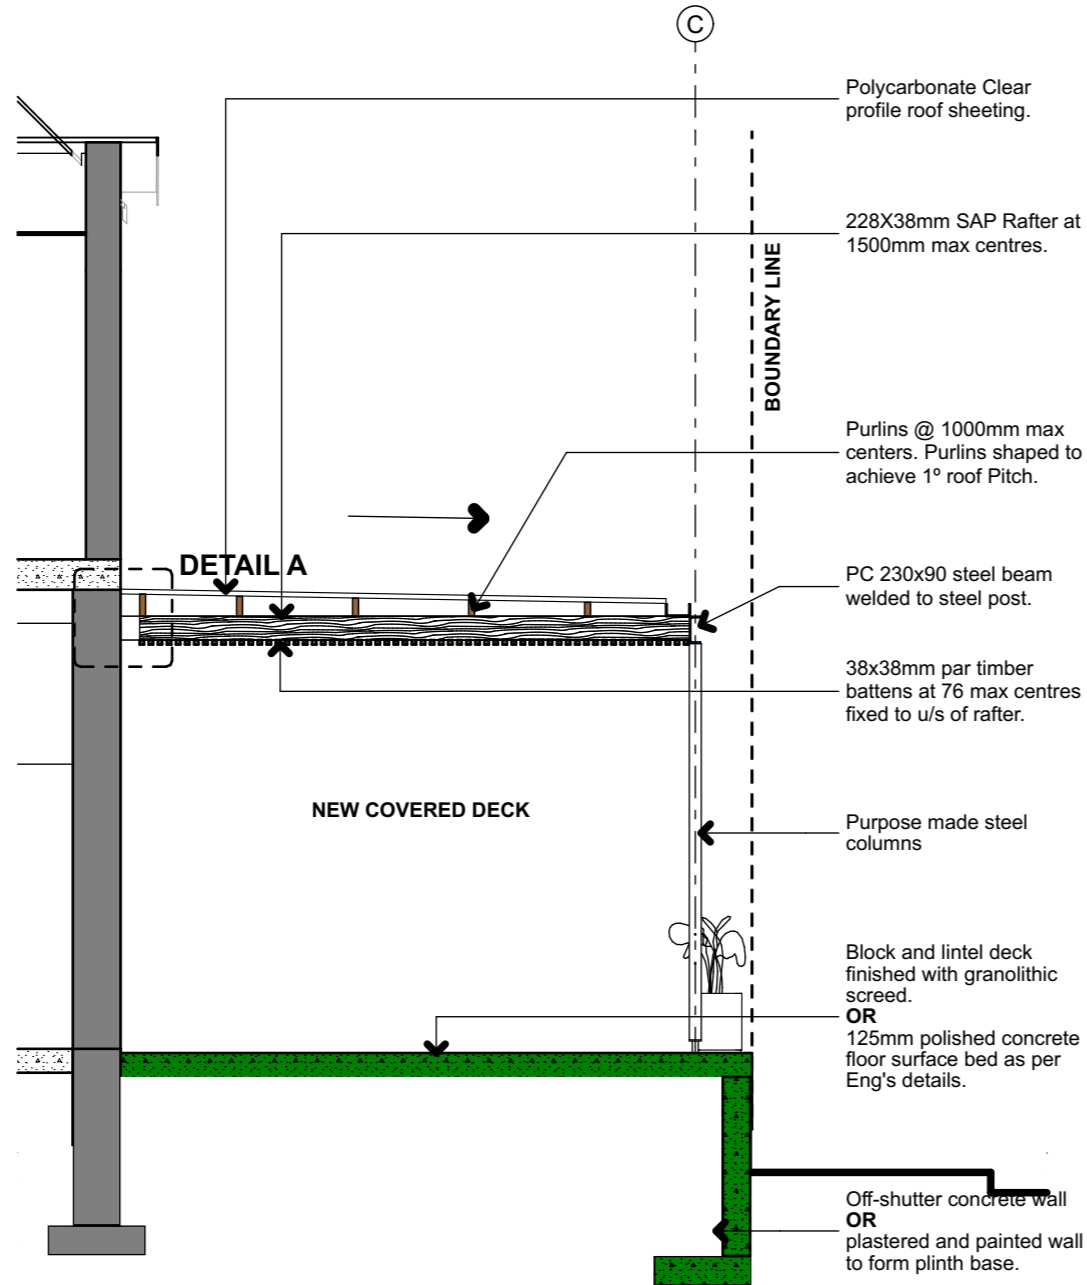 C
Polycarbonate Clear
profile roof sheeting.
228X38mm SAP Rafter at
1500mm max centres.
BOUNDARY LINE
Purlins @ 1000mm max
centers. Purlins shaped to
achieve 1º roof Pitch.
DETAIL A
PC 230x90 steel beam
welded to steel post.
38x38mm par timber
battens at 76 max centres
fixed to u/s of rafter.
NEW COVERED DECK
Purpose made steel
columns
Block and lintel deck
finished with granolithic
screed.
OR
125mm polished concrete
floor surface bed as per
Eng's details.
Off-shutter concrete wall
OR
plastered and painted wall
to form plinth base.